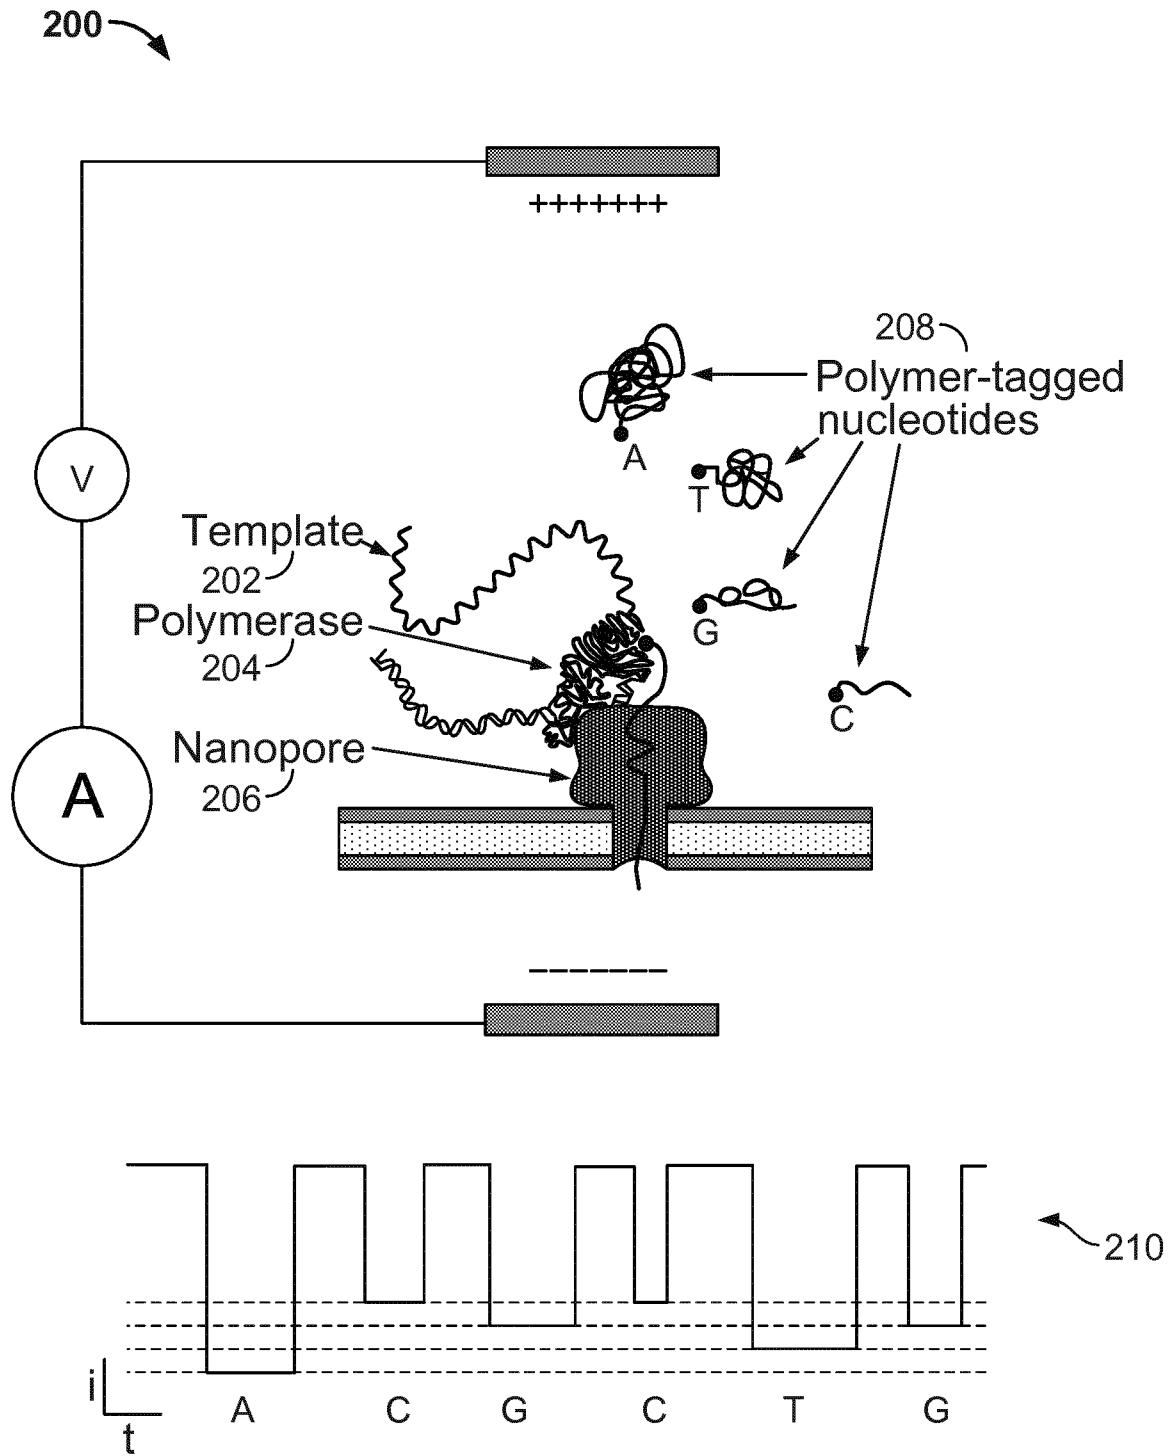 200
+++++++
208
Polymer-tagged
nucleotides
A
V
T
Template
202
G
Polymerase
204
C
Nanopore
206
A
-------
210
i
t
A C G C T G